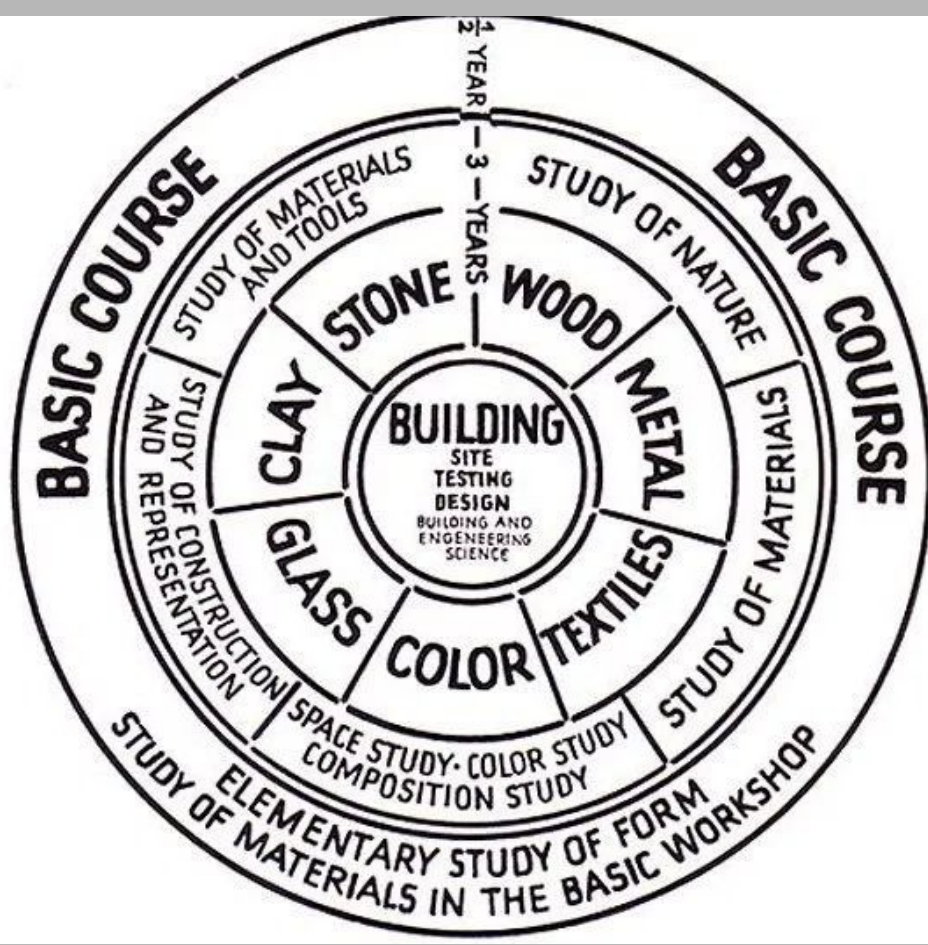 ½ YEAR
– 3 – YEARS
BASIC COURSE
BASIC COURSE
ELEMENTARY STUDY OF FORM
STUDY OF MATERIALS IN THE BASIC WORKSHOP
STUDY OF MATERIALS
AND TOOLS
STUDY OF NATURE
STUDY OF MATERIALS
SPACE STUDY· COLOR STUDY
COMPOSITION STUDY
STUDY OF CONSTRUCTION
AND REPRESENTATION
STONE
WOOD
METAL
TEXTILES
COLOR
GLASS
CLAY
BUILDING
SITE
TESTING
DESIGN
BUILDING AND
ENGENEERING
SCIENCE